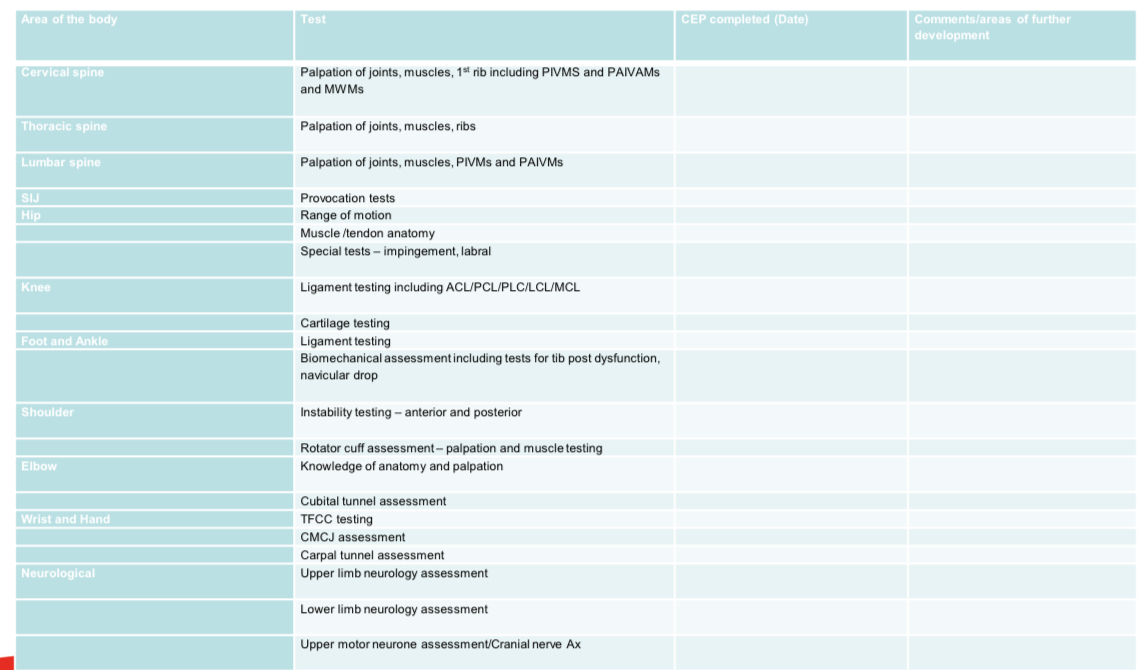 Area of the body Test CEP completed (Date) Comments/areas of further
development
Cervical spine Palpation of joints, muscles, 1st rib including PIVMS and PAIVAMs
and MWMs
Thoracic spine Palpation of joints, muscles, ribs
Lumbar spine Palpation of joints, muscles, PIVMs and PAIVMs
SIJ Provocation tests
Hip Range of motion
Muscle /tendon anatomy
Special tests – impingement, labral
Knee Ligament testing including ACL/PCL/PLC/LCL/MCL
Cartilage testing
Foot and Ankle Ligament testing
Biomechanical assessment including tests for tib post dysfunction,
navicular drop
Shoulder Instability testing – anterior and posterior
Rotator cuff assessment – palpation and muscle testing
Elbow Knowledge of anatomy and palpation
Cubital tunnel assessment
Wrist and Hand TFCC testing
CMCJ assessment
Carpal tunnel assessment
Neurological Upper limb neurology assessment
Lower limb neurology assessment
Upper motor neurone assessment/Cranial nerve Ax